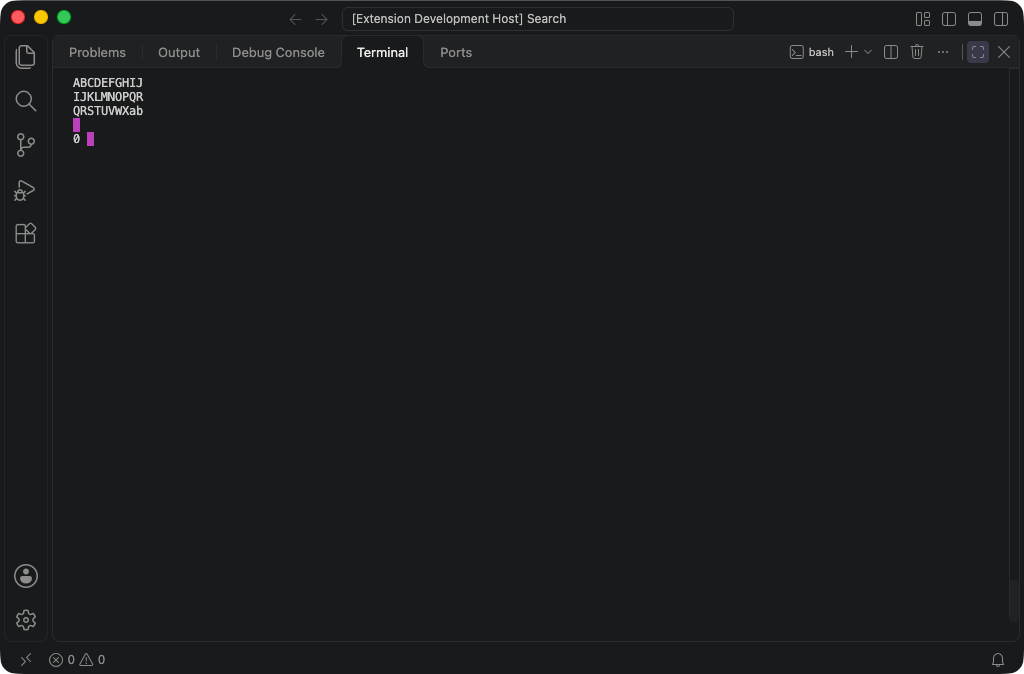 [Extension Development Host] Search
Problems Output Debug Console Terminal Ports bash
ABCDEFGHIJ
IJKLMNOPQR
QRSTUVWXab
0
0 0